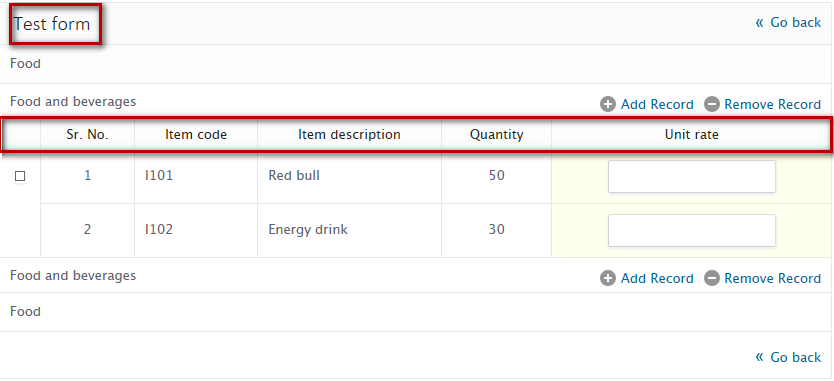 Test form « Go back
Food
Food and beverages Add Record Remove Record
Sr. No. Item code Item description Quantity Unit rate
1 I101 Red bull 50
2 I102 Energy drink 30
Food and beverages Add Record Remove Record
Food
« Go back